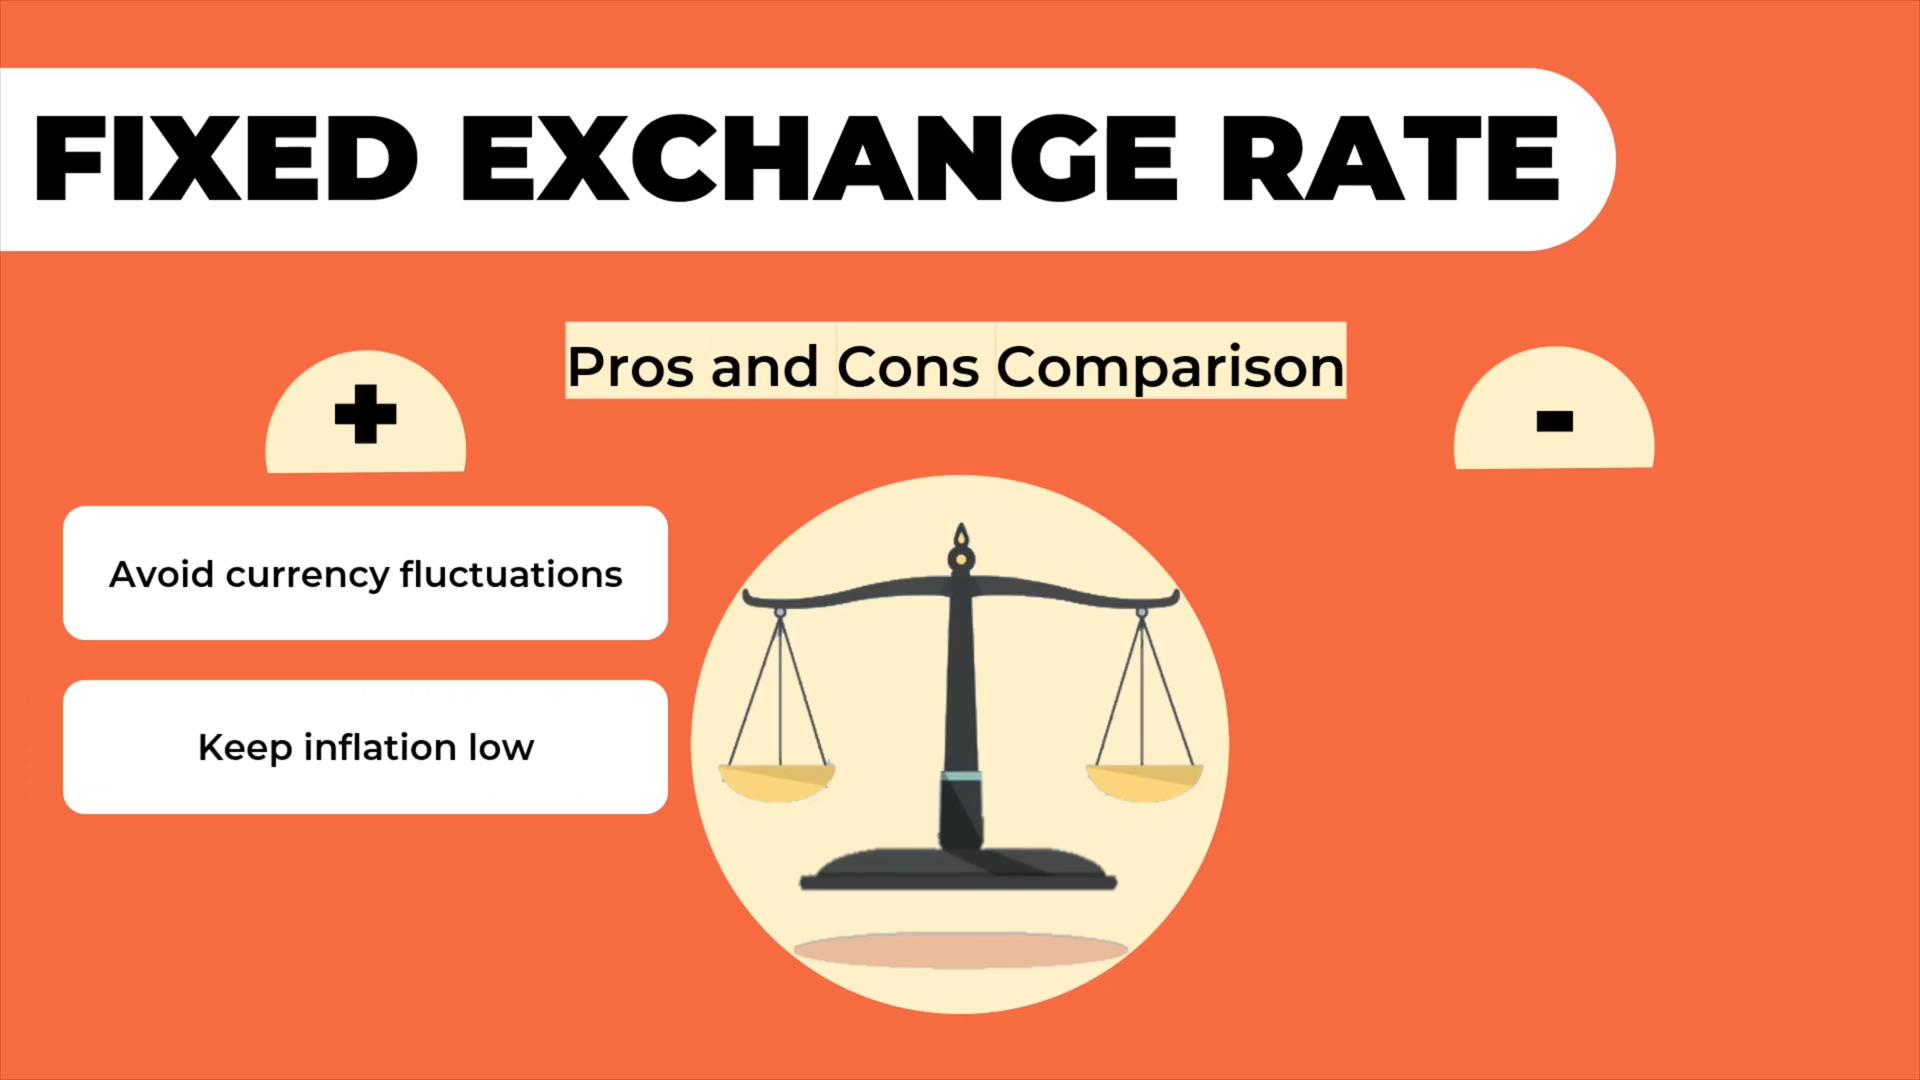 FIXED EXCHANGE RATE
Pros and Cons Comparison
+
-
Avoid currency fluctuations
Keep inflation low